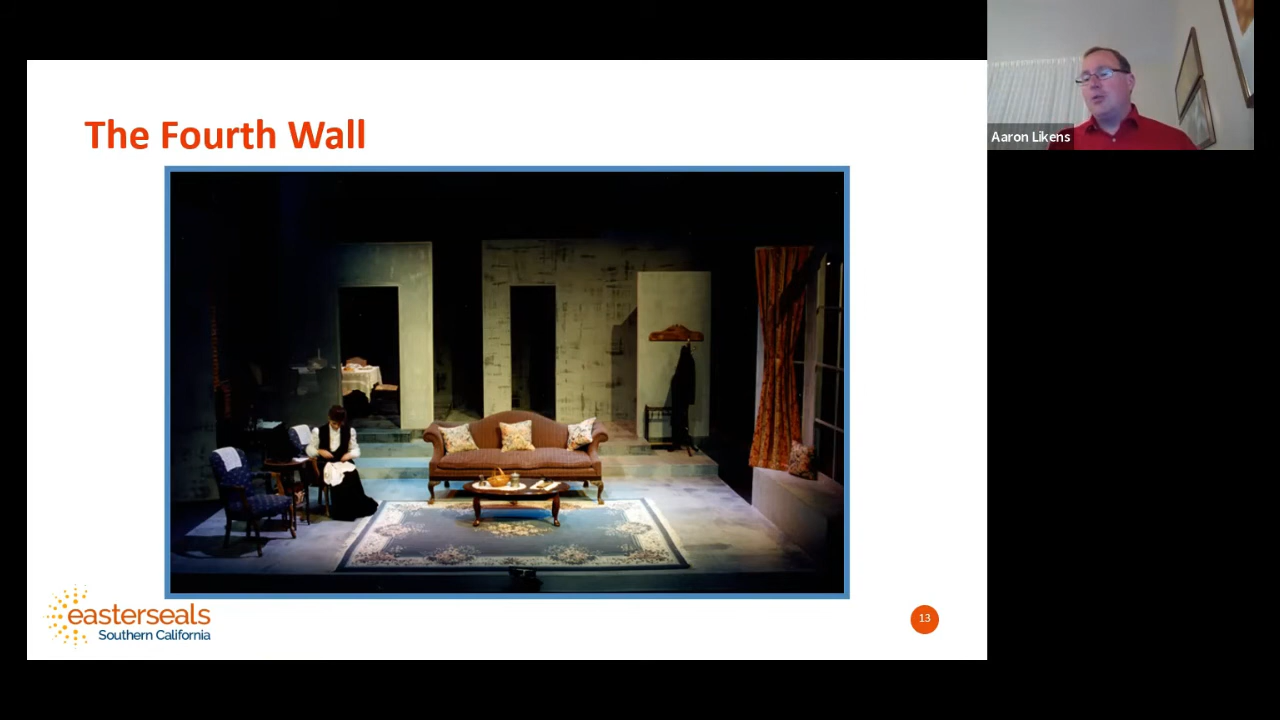 The Fourth Wall
Aaron Likens
easterseals
Southern California
13